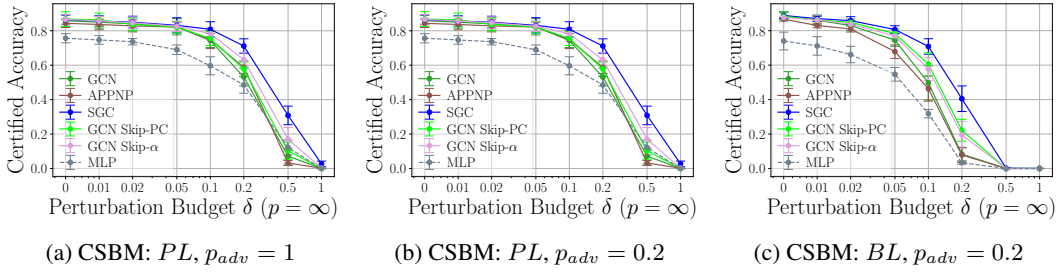 Certified Accuracy
0.8
0.6
0.4
0.2
0.0
GCN
APPNP
SGC
GCN Skip-PC
GCN Skip-α
MLP
0 0.01 0.02 0.05 0.1 0.2 0.5 1
Perturbation Budget δ (p = ∞)
(a) CSBM: PL, p_adv = 1
Certified Accuracy
0.8
0.6
0.4
0.2
0.0
GCN
APPNP
SGC
GCN Skip-PC
GCN Skip-α
MLP
0 0.01 0.02 0.05 0.1 0.2 0.5 1
Perturbation Budget δ (p = ∞)
(b) CSBM: PL, p_adv = 0.2
Certified Accuracy
0.8
0.6
0.4
0.2
0.0
GCN
APPNP
SGC
GCN Skip-PC
GCN Skip-α
MLP
0 0.01 0.02 0.05 0.1 0.2 0.5 1
Perturbation Budget δ (p = ∞)
(c) CSBM: BL, p_adv = 0.2